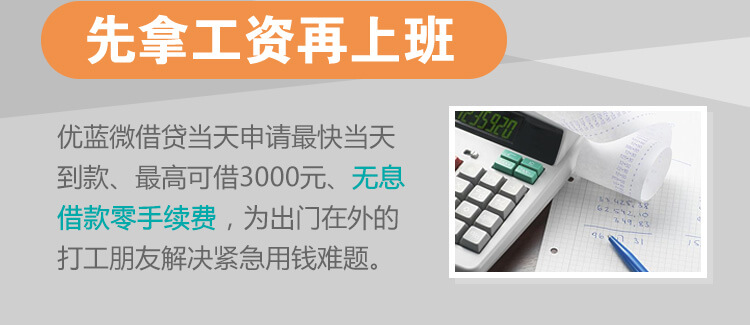 先拿工资再上班
优蓝微借贷当天申请最快当天
到款、最高可借3000元、无息
借款零手续费，为出门在外的
打工朋友解决紧急用钱难题。